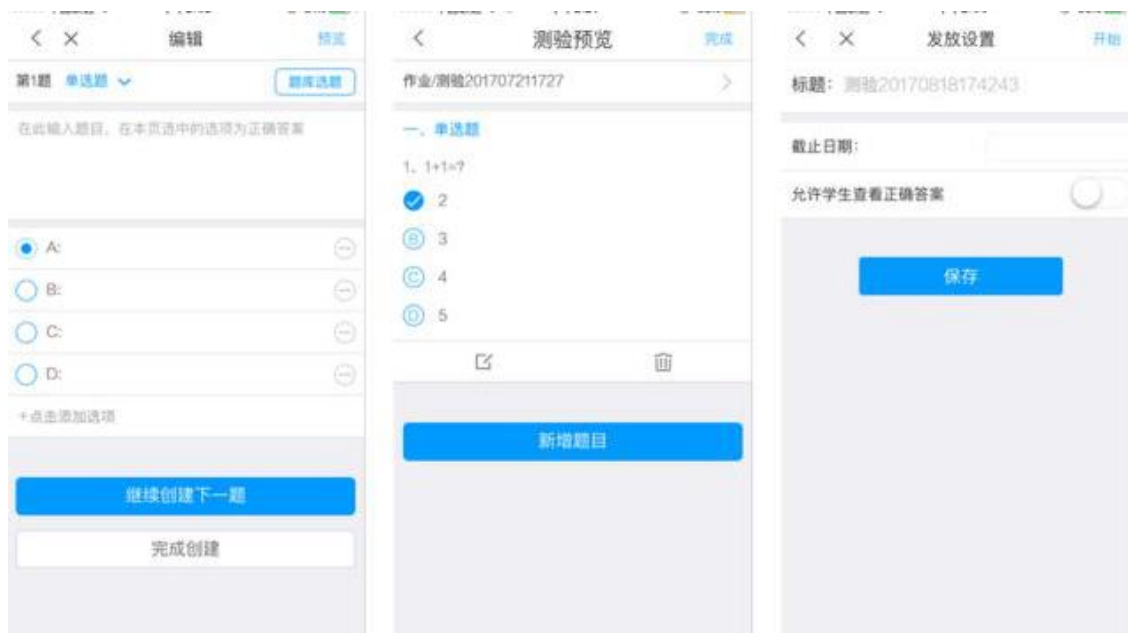 编辑
预览
第1题 单选题
题库选题
在此输入题目，在本页选中的选项为正确答案
A:
B:
C:
D:
+点击添加选项
继续创建下一题
完成创建
测验预览
完成
作业/测验201707211727
一、单选题
1、1+1=?
2
B 3
C 4
D 5
新增题目
发放设置
开始
标题：测验20170818174243
截止日期：
允许学生查看正确答案
保存